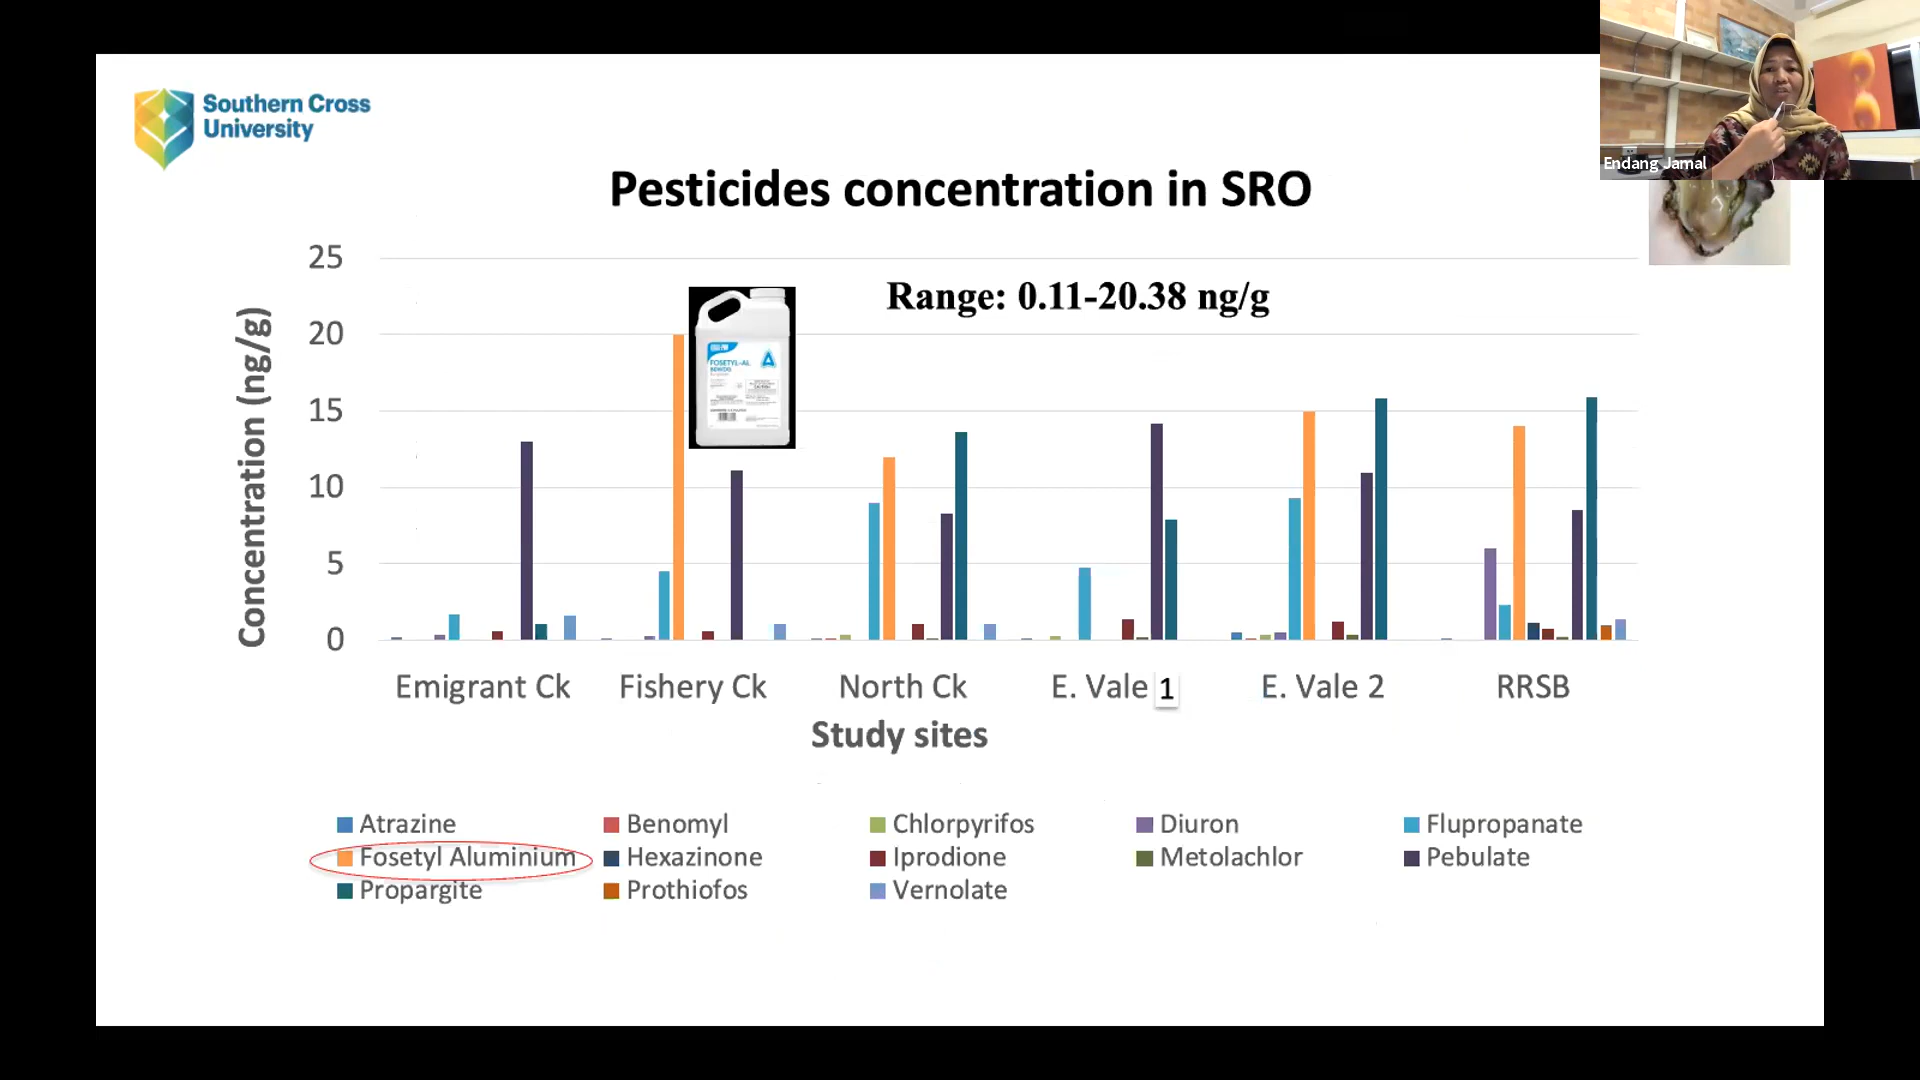 Southern Cross
University
Endang Jamal
Pesticides concentration in SRO
Range: 0.11-20.38 ng/g
FOSETYL-AL
Concentration (ng/g)
25
20
15
10
5
0
Emigrant Ck
Fishery Ck
North Ck
E. Vale 1
E. Vale 2
RRSB
Study sites
Atrazine
Benomyl
Chlorpyrifos
Diuron
Flupropanate
Fosetyl Aluminium
Hexazinone
Iprodione
Metolachlor
Pebulate
Propargite
Prothiofos
Vernolate